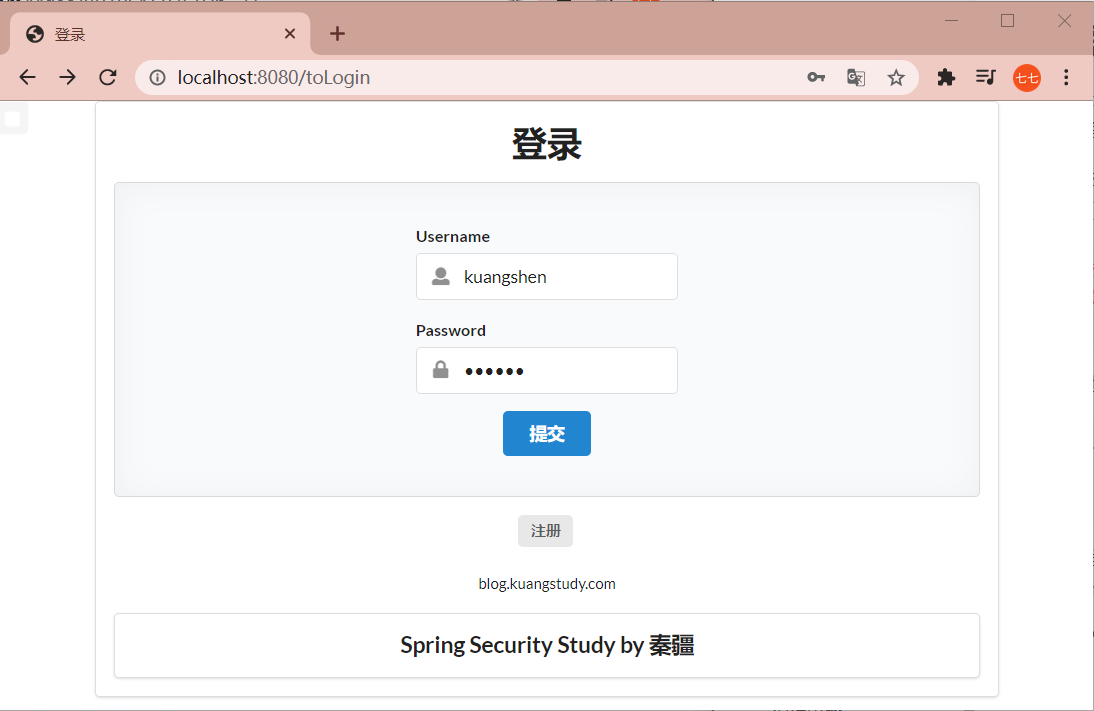 登录
localhost:8080/toLogin
七七
登录
Username
kuangshen
Password
••••••
提交
注册
blog.kuangstudy.com
Spring Security Study by 秦疆